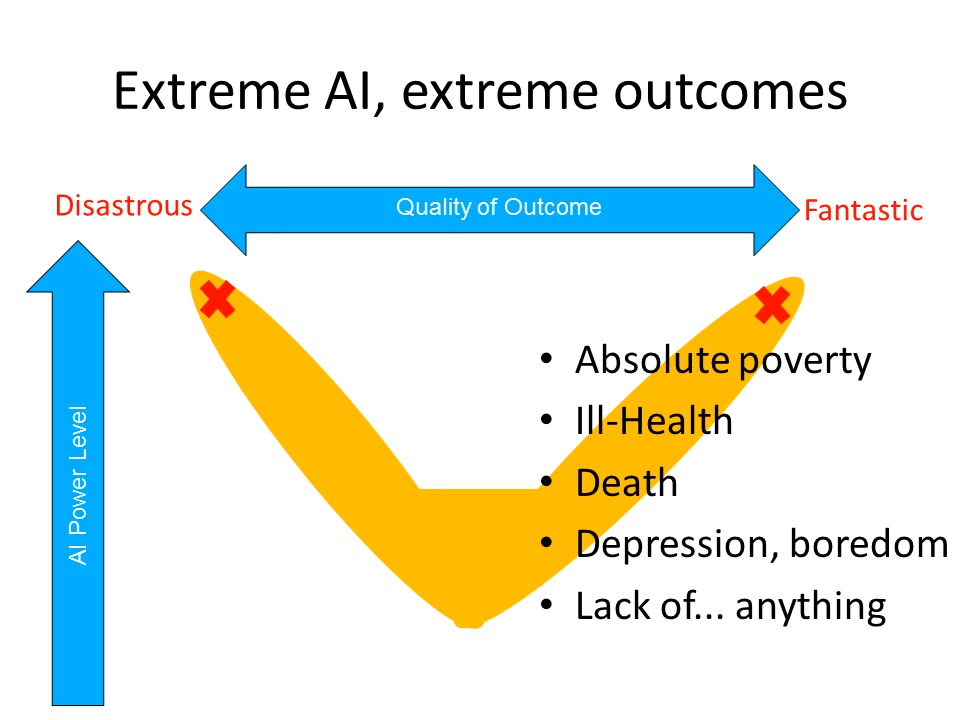 Extreme AI, extreme outcomes
Disastrous
Quality of Outcome
Fantastic
AI Power Level
• Absolute poverty
• Ill-Health
• Death
• Depression, boredom
• Lack of... anything